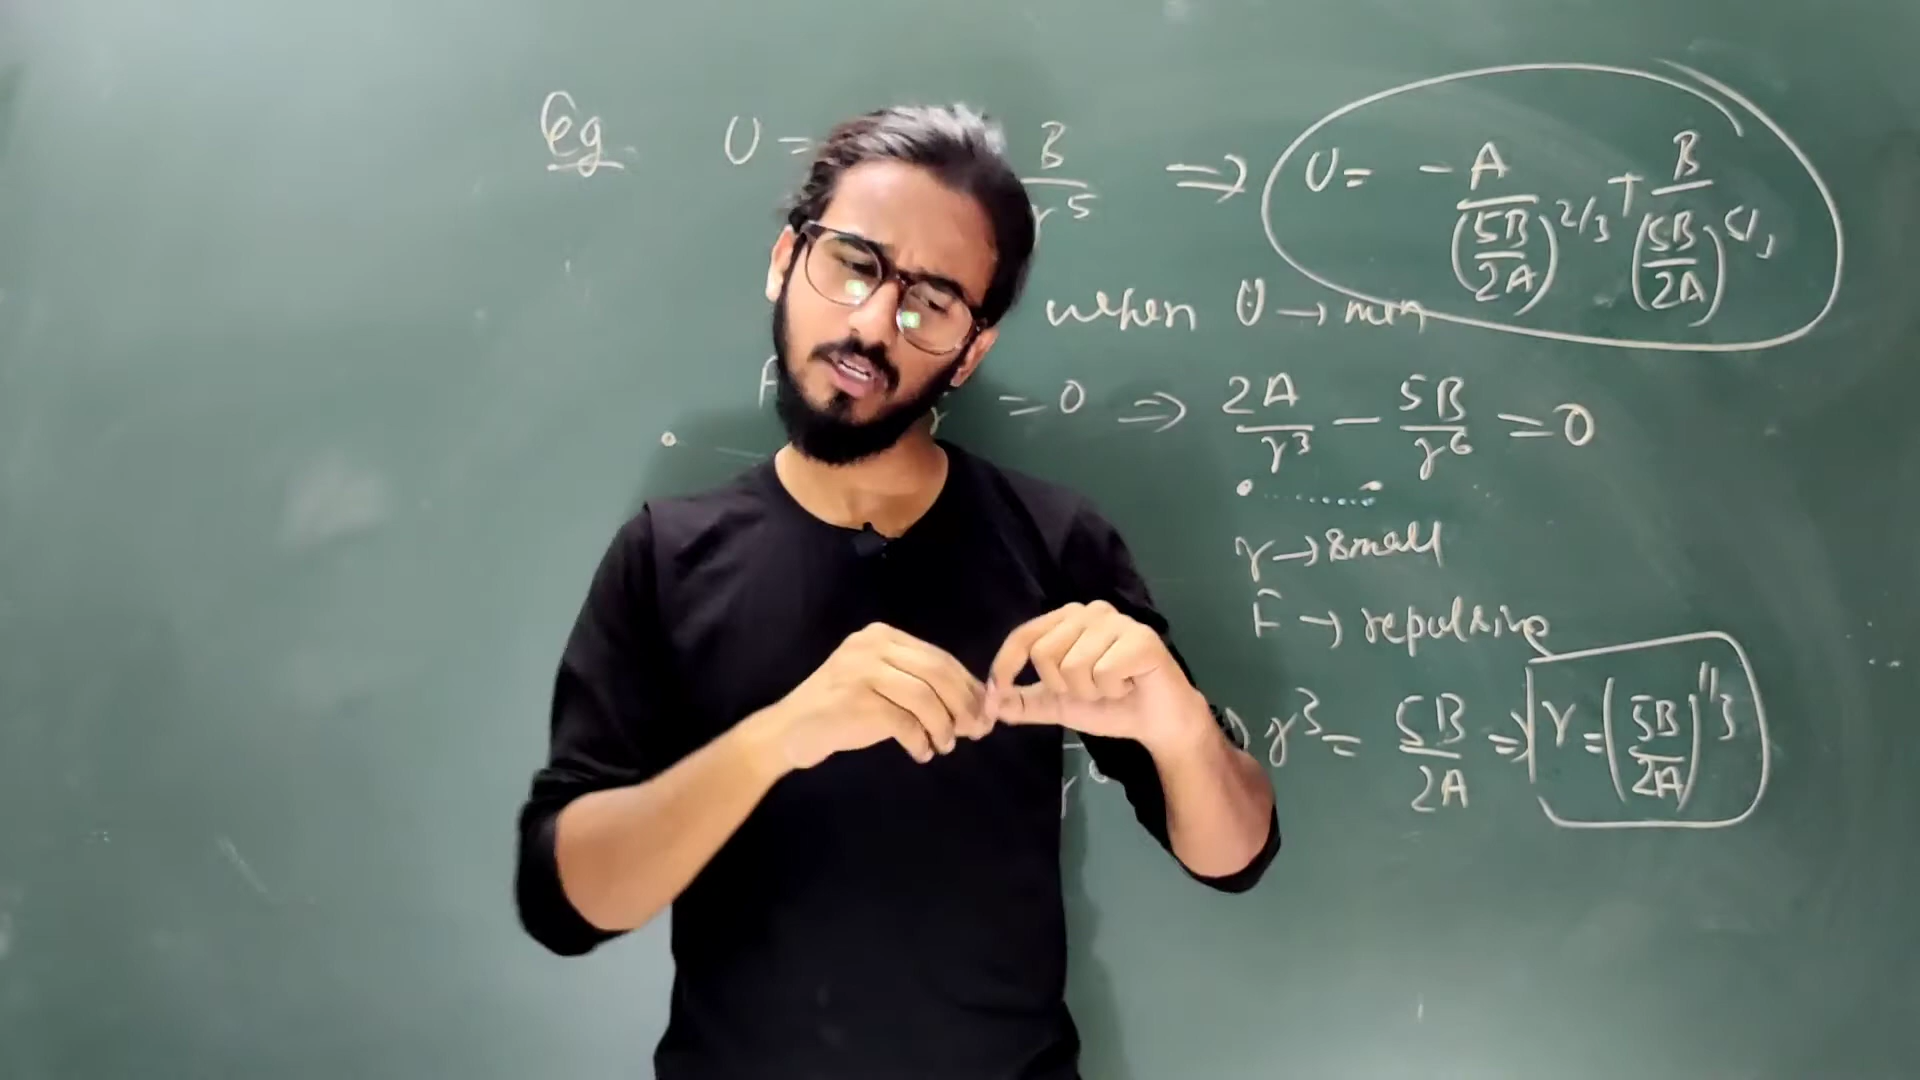 Eg U = B/r⁵ ⇒ U = -A/(5B/2A)^2/3 + B/(5B/2A)^5/3
when U → min
= 0 ⇒ 2A/r³ - 5B/r⁶ = 0
r → small
F → repulsive
r³ = 5B/2A ⇒ r = (5B/2A)^1/3